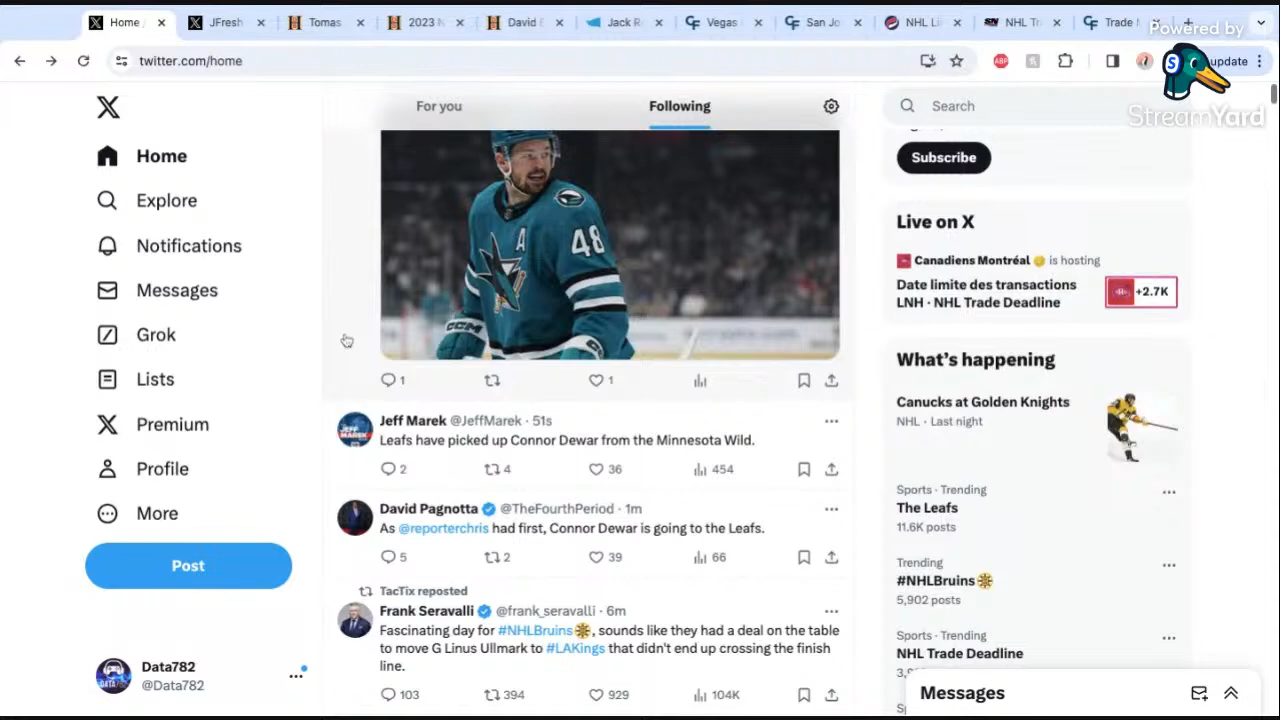 Home
JFresh
Tomas
2023 N
David E
Jack R
Vegas
San Jo
NHL Li
NHL Tr
Trade
Powered by
StreamYard
twitter.com/home
update
For you
Following
Search
Subscribe
Home
Explore
Notifications
Messages
Grok
Lists
Premium
Profile
More
Post
Data782
@Data782
A
48
CCM
1
1
Jeff Marek @JeffMarek · 51s
Leafs have picked up Connor Dewar from the Minnesota Wild.
2
4
36
454
David Pagnotta @TheFourthPeriod · 1m
As @reporterchris had first, Connor Dewar is going to the Leafs.
5
2
39
66
TacTix reposted
Frank Seravalli @frank_seravalli · 6m
Fascinating day for #NHLBruins, sounds like they had a deal on the table
to move G Linus Ullmark to #LAKings that didn't end up crossing the finish
line.
103
394
929
104K
Live on X
Canadiens Montréal is hosting
Date limite des transactions
LNH · NHL Trade Deadline
+2.7K
What's happening
Canucks at Golden Knights
NHL · Last night
Sports · Trending
The Leafs
11.6K posts
Trending
#NHLBruins
5,902 posts
Sports · Trending
NHL Trade Deadline
Messages